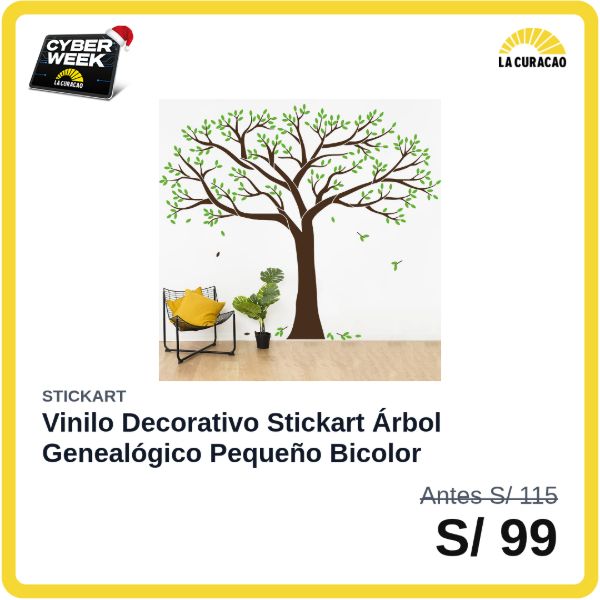 CYBER
WEEK
LA CURACAO
LA CURACAO
STICKART
Vinilo Decorativo Stickart Árbol
Genealógico Pequeño Bicolor
Antes S/ 115
S/ 99